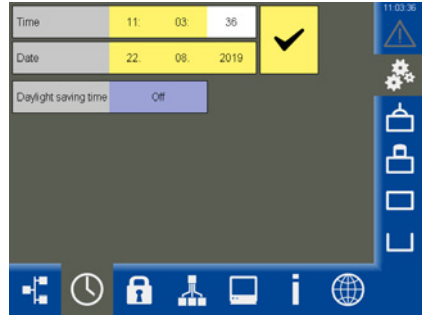 11:03:36
Time 11: 03: 36
Date 22. 08. 2019
Daylight saving time Off
i